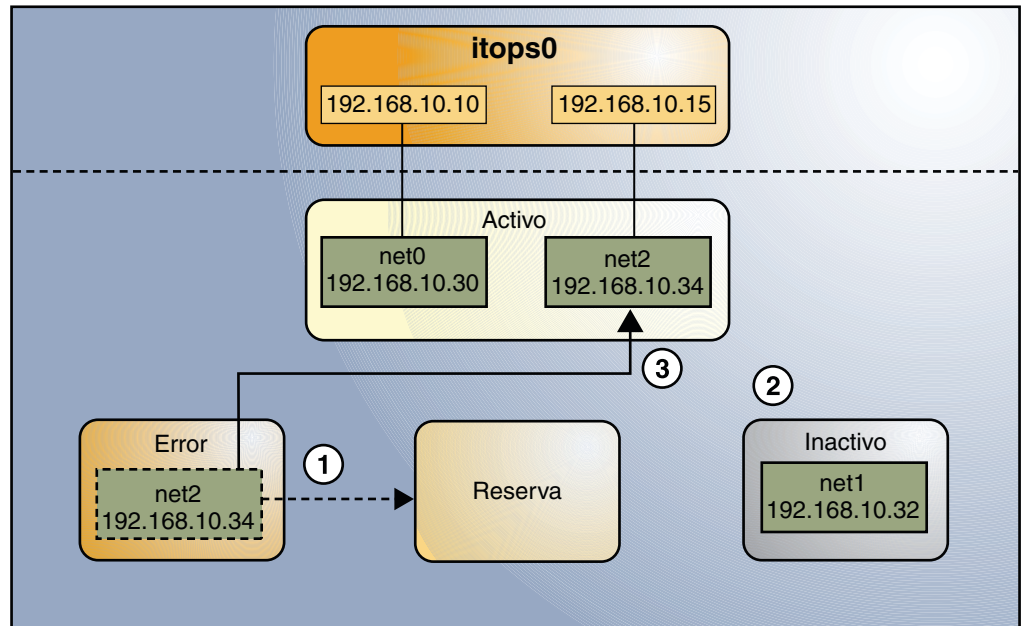 itops0
192.168.10.10
192.168.10.15
Activo
net0
192.168.10.30
net2
192.168.10.34
3
2
Error
net2
192.168.10.34
1
Reserva
Inactivo
net1
192.168.10.32